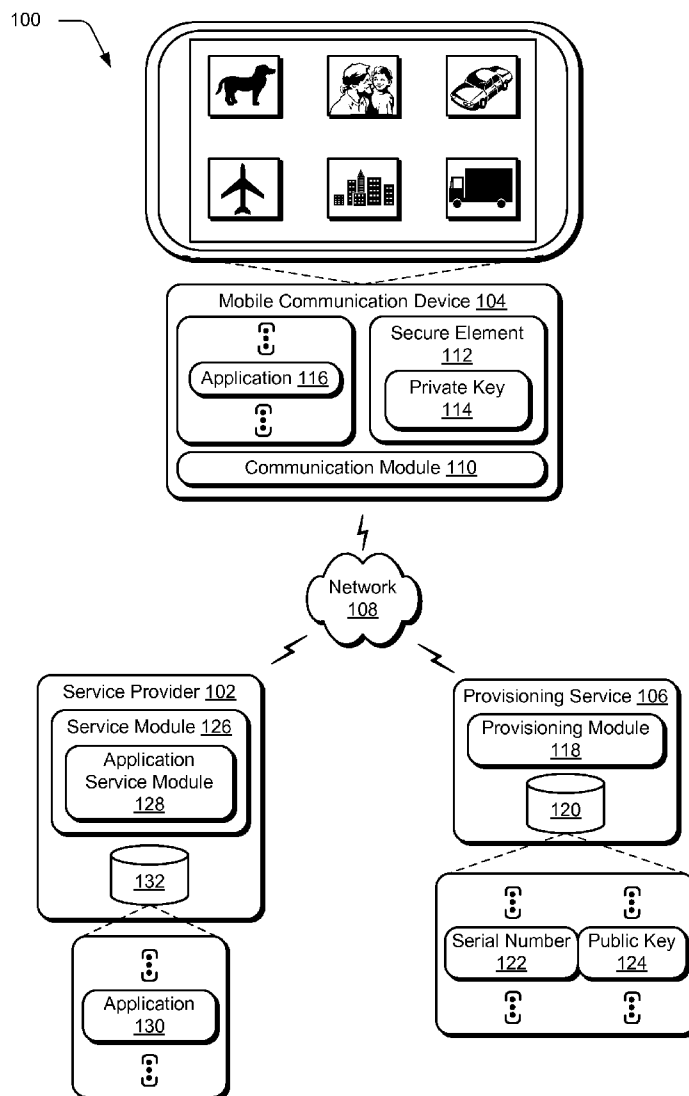 100
Mobile Communication Device 104
Application 116
Secure Element
112
Private Key
114
Communication Module 110
Network
108
Service Provider 102
Service Module 126
Application
Service Module
128
132
Application
130
Provisioning Service 106
Provisioning Module
118
120
Serial Number
122
Public Key
124